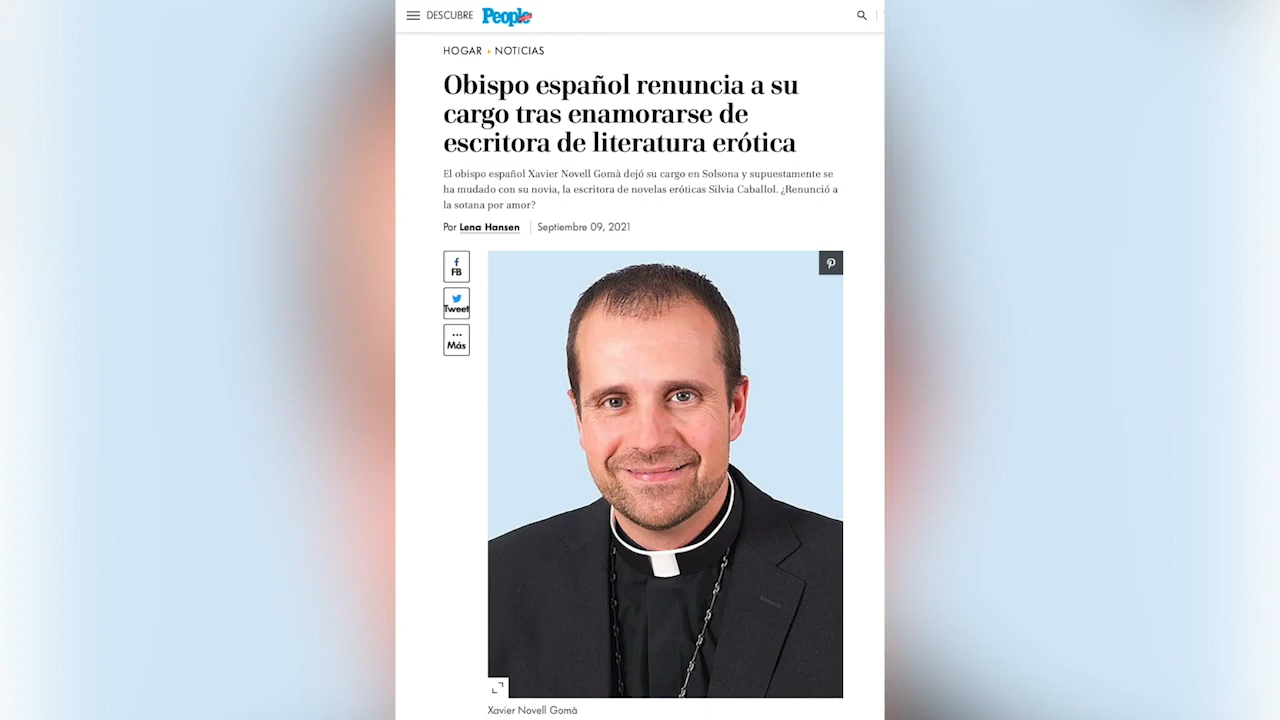 DESCUBRE People
HOGAR NOTICIAS
Obispo español renuncia a su
cargo tras enamorarse de
escritora de literatura erótica
El obispo español Xavier Novell Gomà dejó su cargo en Solsona y supuestamente se
ha mudado con su novia, la escritora de novelas eróticas Silvia Caballol. ¿Renunció a
la sotana por amor?
Por Lena Hansen Septiembre 09, 2021
FB
Tweet
Más
Xavier Novell Gomà